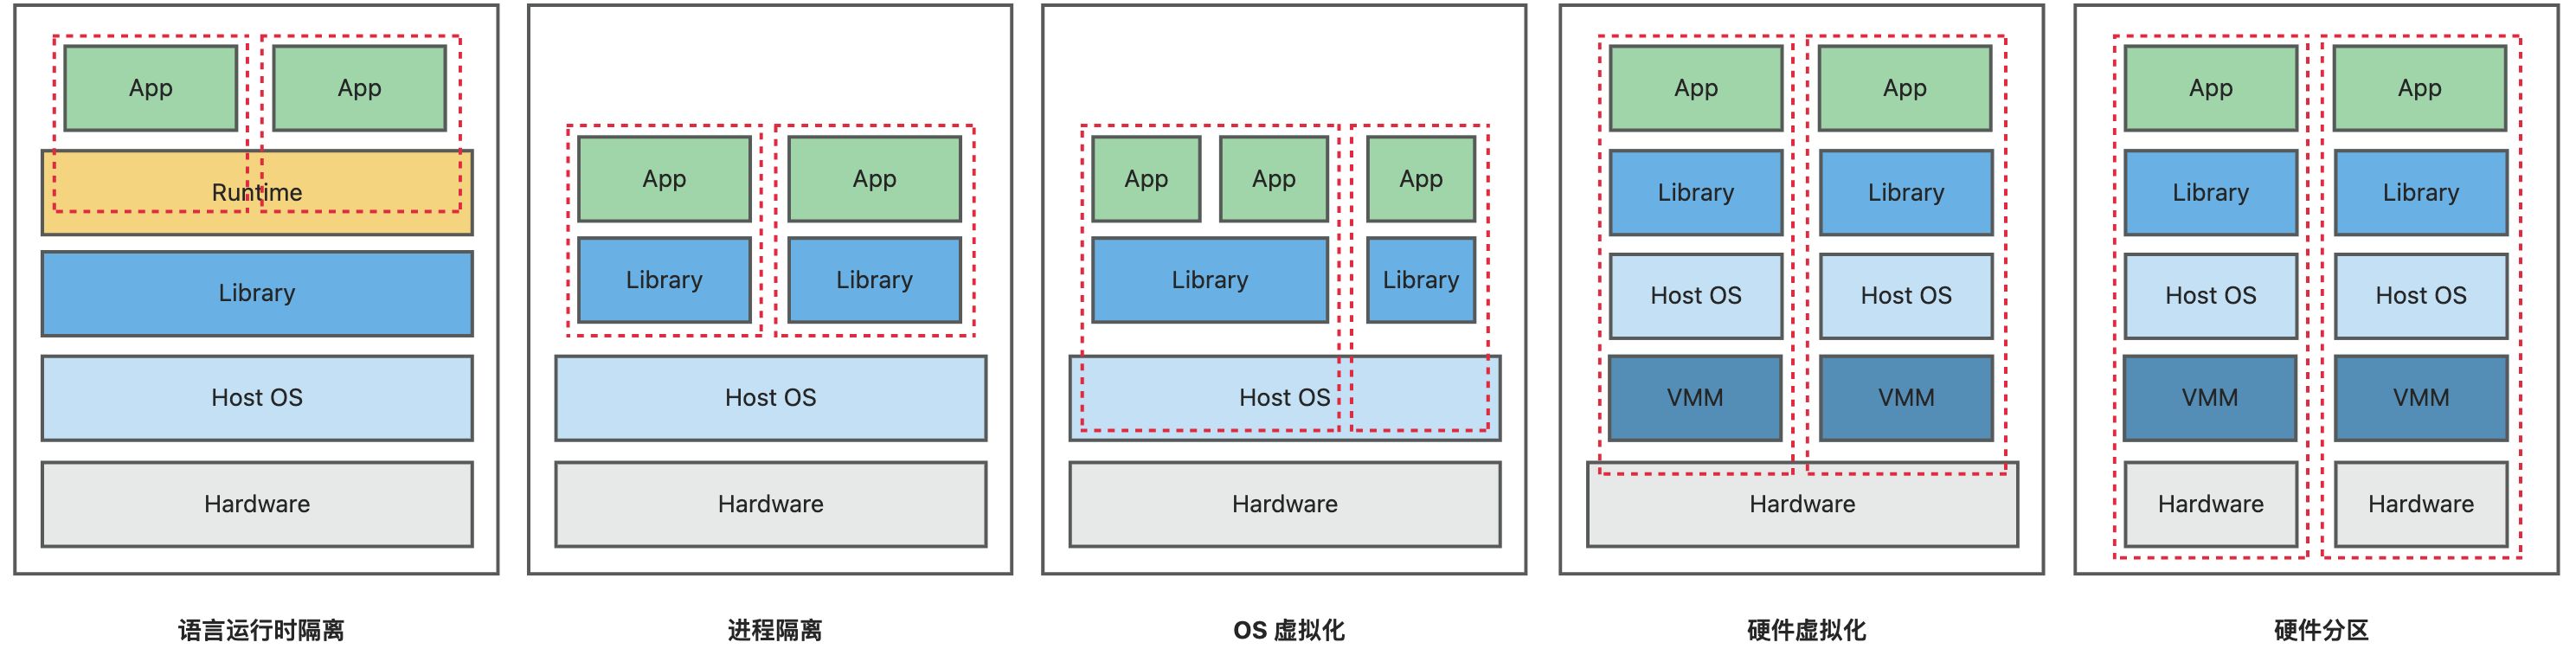 App
App
Runtime
Library
Host OS
Hardware
语言运行时隔离
App
App
Library
Library
Host OS
Hardware
进程隔离
App
App
App
Library
Library
Host OS
Hardware
OS 虚拟化
App
App
Library
Library
Host OS
Host OS
VMM
VMM
Hardware
硬件虚拟化
App
App
Library
Library
Host OS
Host OS
VMM
VMM
Hardware
Hardware
硬件分区